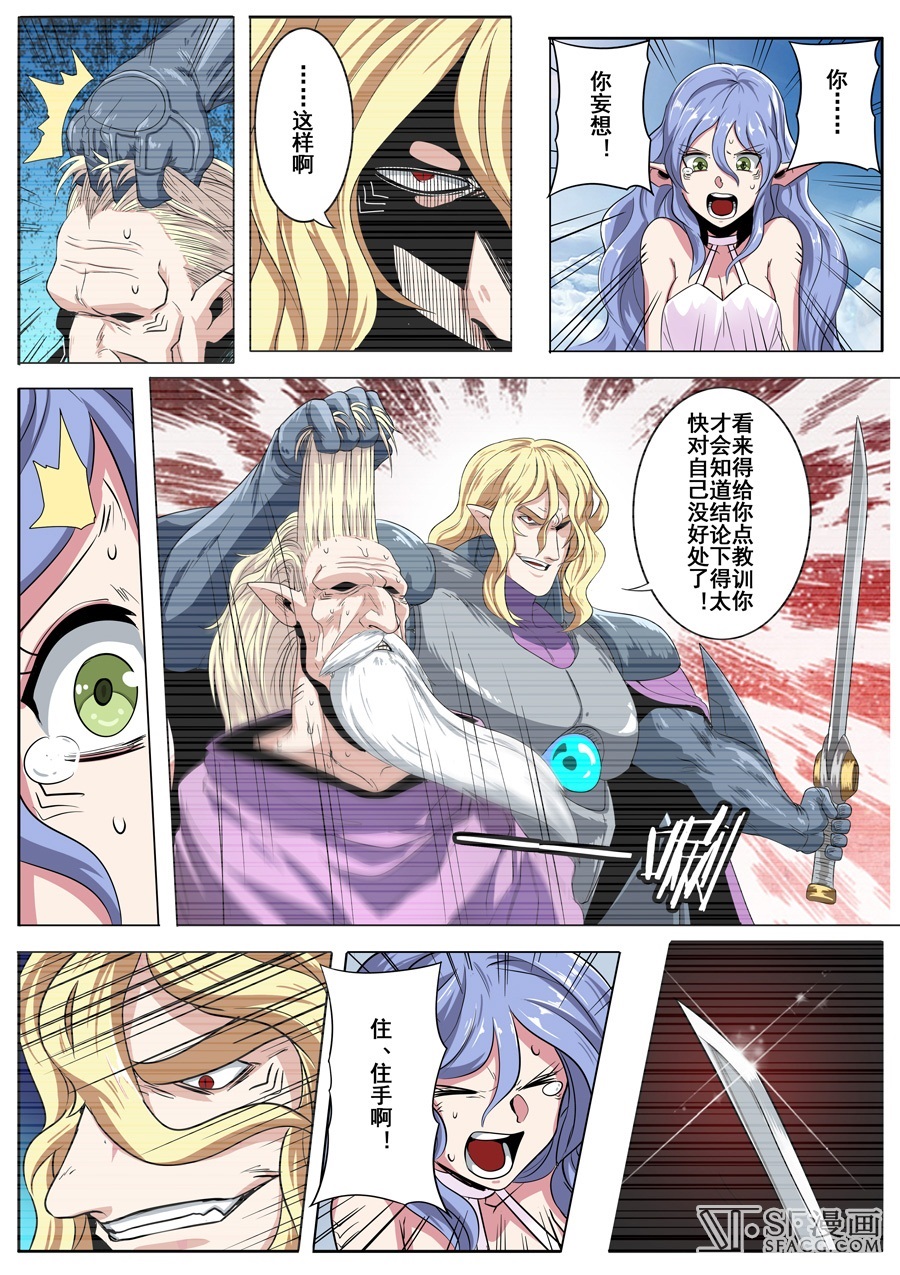 你……
你妄想！
……这样啊
看来得给你点教训你
才会知道结论下得太
快对自己没好处了！
唰
住、住手啊！
SF漫画
SFACG.COM